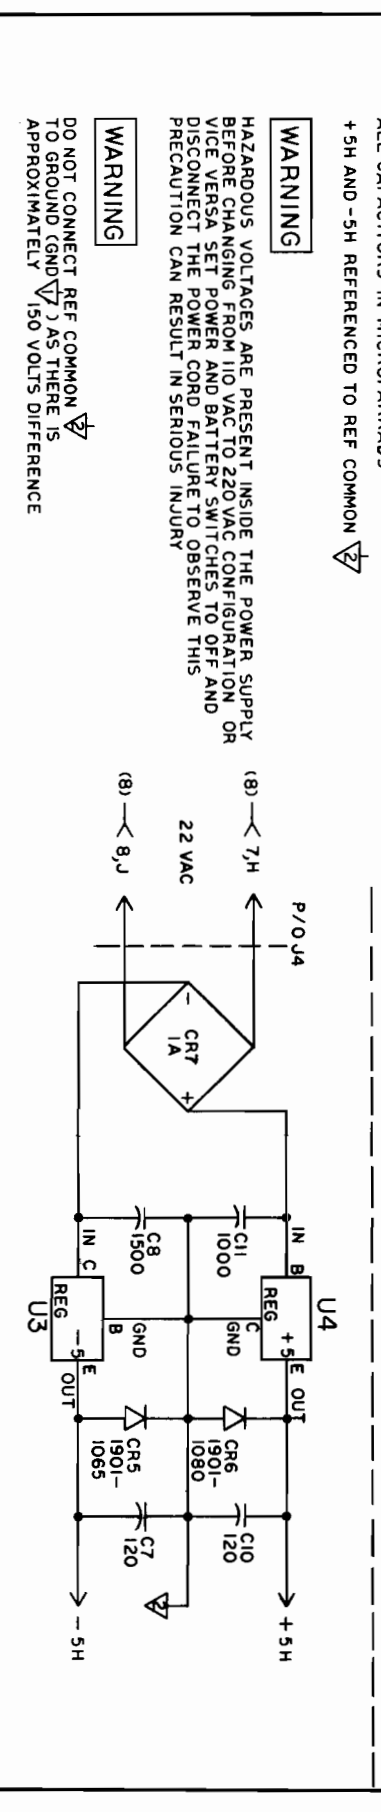 +5H AND -5H REFERENCED TO REF COMMON 2
WARNING
HAZARDOUS VOLTAGES ARE PRESENT INSIDE THE POWER SUPPLY
BEFORE CHANGING FROM 110 VAC TO 220 VAC CONFIGURATION OR
VICE VERSA SET POWER AND BATTERY SWITCHES TO OFF AND
DISCONNECT THE POWER CORD FAILURE TO OBSERVE THIS
PRECAUTION CAN RESULT IN SERIOUS INJURY
WARNING
DO NOT CONNECT REF COMMON 2
TO GROUND (GND 1) AS THERE IS
APPROXIMATELY 150 VOLTS DIFFERENCE
P/O J4
(8)
7,H
22 VAC
(8)
8,J
CR7
1A
-
+
C11
1000
C8
1500
IN B
U4
REG
+5
E OUT
C
GND
IN C
U3
REG
-5
E
OUT
B
GND
CR6
1901-
1080
CR5
1901-
1065
C10
120
C7
120
+5H
2
-5H